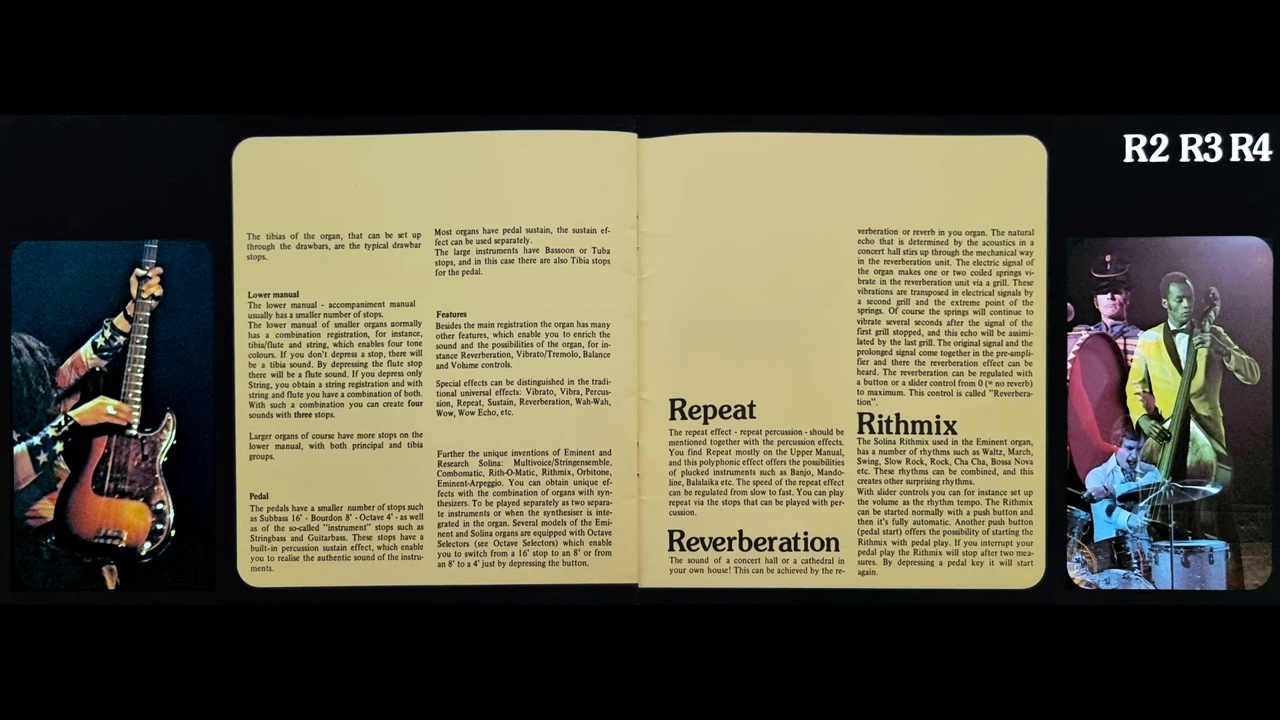 The tibias of the organ, that can be set up
through the drawbars, are the typical drawbar
stops.
Lower manual
The lower manual - accompaniment manual
usually has a smaller number of stops.
The lower manual of smaller organs normally
has a combination registration, for instance,
tibia/flute and string, which enables four tone
colours. If you don't depress a stop, there will
be a tibia sound. By depressing the flute stop
there will be a flute sound. If you depress only
String, you obtain a string registration and with
string and flute you have a combination of both.
With such a combination you can create four
sounds with three stops.
Larger organs of course have more stops on the
lower manual, with both principal and tibia
groups.
Pedal
The pedals have a smaller number of stops such
as Subbass 16' - Bourdon 8' - Octave 4' - as well
as of the so-called "instrument" stops such as
Stringbass and Guitarbass. These stops have a
built-in percussion sustain effect, which enable
you to realise the authentic sound of the instru-
ments.
Most organs have pedal sustain, the sustain ef-
fect can be used separately.
The large instruments have Bassoon or Tuba
stops, and in this case there are also Tibia stops
for the pedal.
Features
Besides the main registration the organ has many
other features, which enable you to enrich the
sound and the possibilities of the organ, for in-
stance Reverberation, Vibrato/Tremolo, Balance
and Volume controls.
Special effects can be distinguished in the tradi-
tional universal effects: Vibrato, Vibra, Percus-
sion, Repeat, Sustain, Reverberation, Wah-Wah,
Wow, Wow Echo, etc.
Further the unique inventions of Eminent and
Research Solina: Multivoice/Stringensemble,
Combomatic, Rith-O-Matic, Rithmix, Orbitone,
Eminent-Arpeggio. You can obtain unique ef-
fects with the combination of organs with syn-
thesizers. To be played separately as two separa-
te instruments or when the synthesiser is inte-
grated in the organ. Several models of the Emi-
nent and Solina organs are equipped with Octave
Selectors (see Octave Selectors) which enable
you to switch from a 16' stop to an 8' or from
an 8' to a 4' just by depressing the button.
Repeat
The repeat effect - repeat percussion - should be
mentioned together with the percussion effects.
You find Repeat mostly on the Upper Manual,
and this polyphonic effect offers the possibilities
of plucked instruments such as Banjo, Mando-
line, Balalaika etc. The speed of the repeat effect
can be regulated from slow to fast. You can play
repeat via the stops that can be played with per-
cussion.
Reverberation
The sound of a concert hall or a cathedral in
your own house! This can be achieved by the re-
verberation or reverb in you organ. The natural
echo that is determined by the acoustics in a
concert hall stirs up through the mechanical way
in the reverberation unit. The electric signal of
the organ makes one or two coiled springs vi-
brate in the reverberation unit via a grill. These
vibrations are transposed in electrical signals by
a second grill and the extreme point of the
springs. Of course the springs will continue to
vibrate several seconds after the signal of the
first grill stopped, and this echo will be assimi-
lated by the last grill. The original signal and the
prolonged signal come together in the pre-ampli-
fier and there the reverberation effect can be
heard. The reverberation can be regulated with
a button or a slider control from 0 (= no reverb)
to maximum. This control is called "Reverbera-
tion".
Rithmix
The Solina Rithmix used in the Eminent organ,
has a number of rhythms such as Waltz, March,
Swing, Slow Rock, Rock, Cha Cha, Bossa Nova
etc. These rhythms can be combined, and this
creates other surprising rhythms.
With slider controls you can for instance set up
the volume as the rhythm tempo. The Rithmix
can be started normally with a push button and
then it's fully automatic. Another push button
(pedal start) offers the possibility of starting the
Rithmix with pedal play. If you interrupt your
pedal play the Rithmix will stop after two mea-
sures. By depressing a pedal key it will start
again.
R2 R3 R4